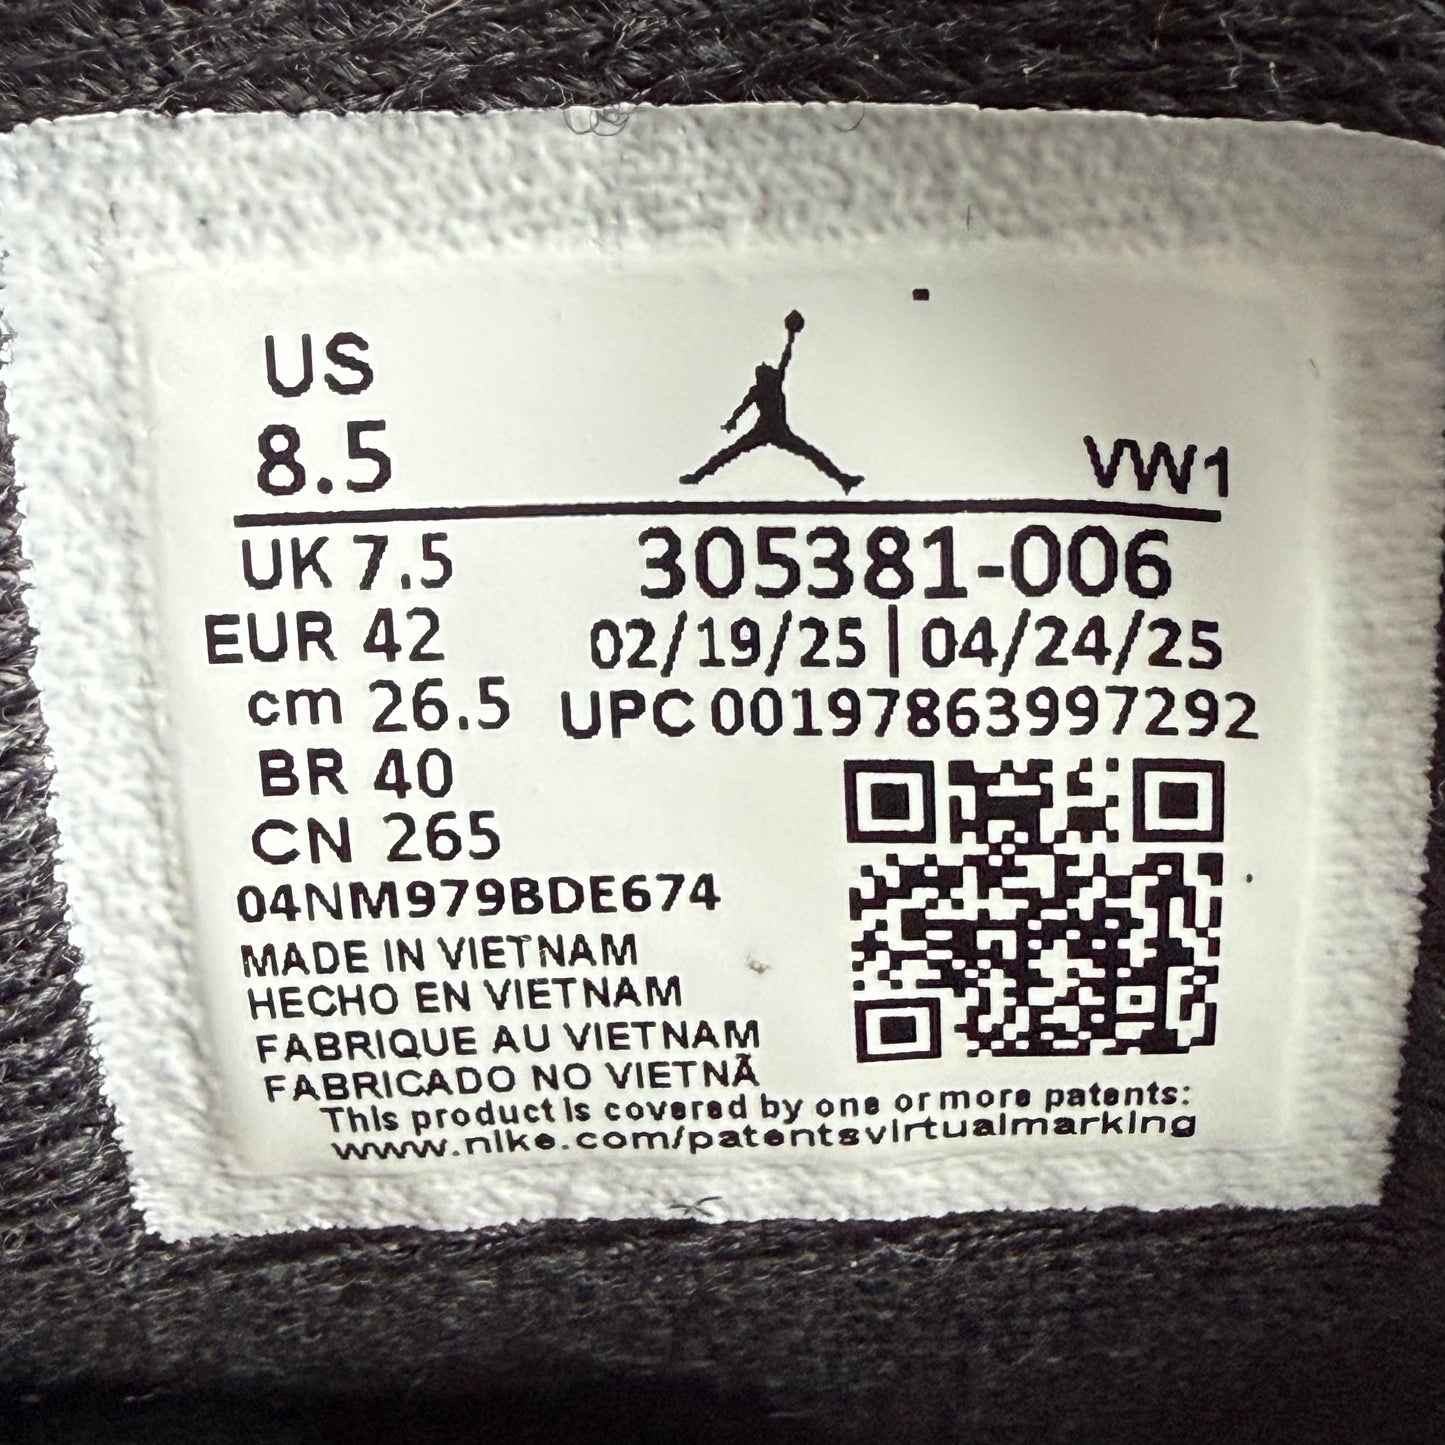 US
8.5
VW1
UK 7.5
305381-006
EUR 42
02/19/25 | 04/24/25
cm 26.5
UPC 00197863997292
BR 40
CN 265
04NM979BDE674
MADE IN VIETNAM
HECHO EN VIETNAM
FABRIQUE AU VIETNAM
FABRICADO NO VIETNÃ
This product is covered by one or more patents:
www.nike.com/patentsvirtualmarking